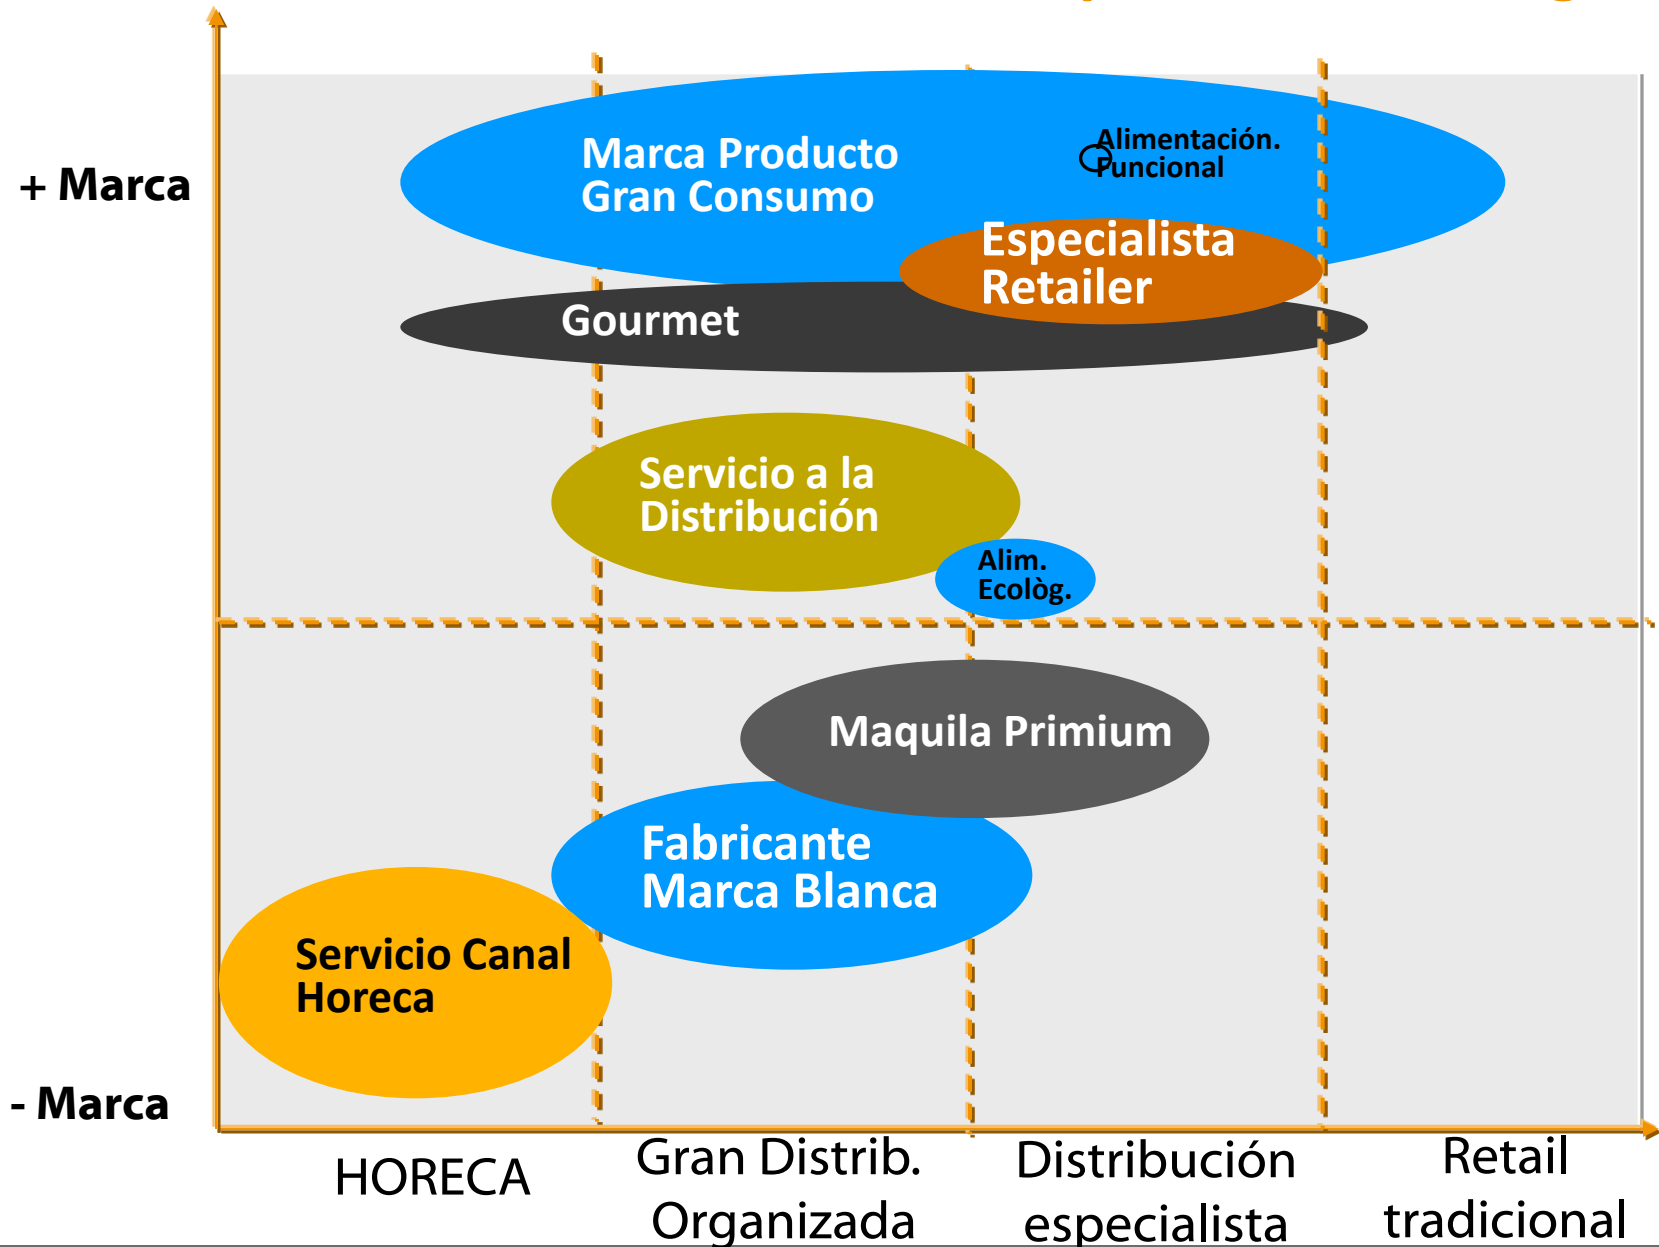 + Marca
Marca Producto
Gran Consumo
Alimentación.
Funcional
Especialista
Retailer
Gourmet
Servicio a la
Distribución
Alim.
Ecològ.
Maquila Primium
Fabricante
Marca Blanca
Servicio Canal
Horeca
- Marca
HORECA
Gran Distrib.
Organizada
Distribución
especialista
Retail
tradicional